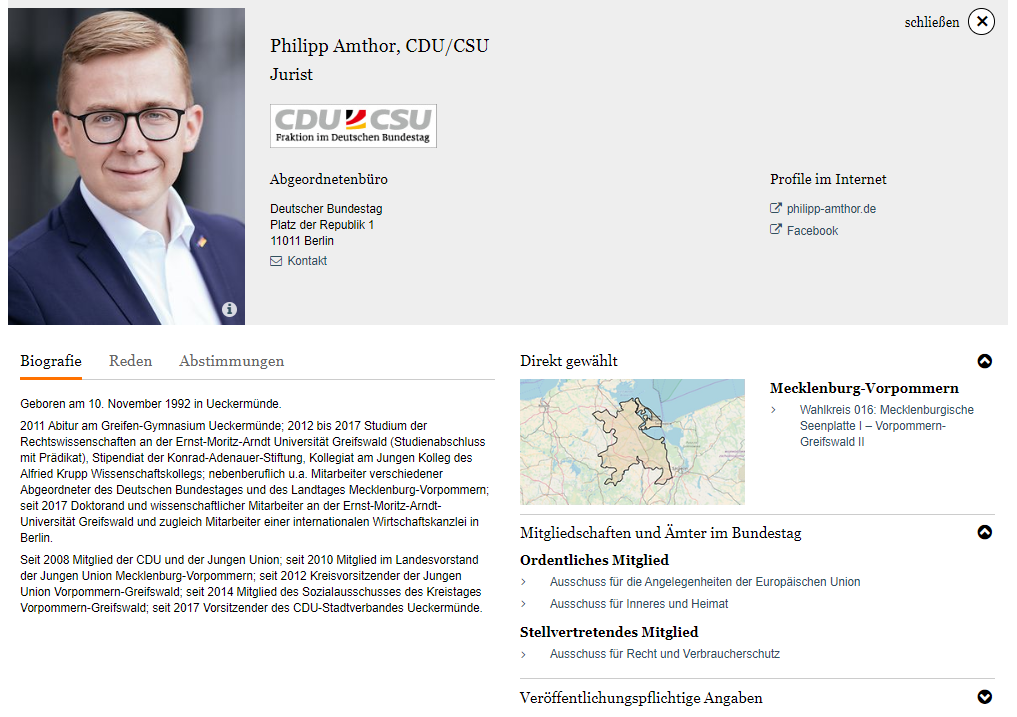 schließen
Philipp Amthor, CDU/CSU
Jurist
CDU CSU
Fraktion im Deutschen Bundestag
Abgeordnetenbüro
Deutscher Bundestag
Platz der Republik 1
11011 Berlin
Kontakt
Profile im Internet
philipp-amthor.de
Facebook
Biografie Reden Abstimmungen
Geboren am 10. November 1992 in Ueckermünde.
2011 Abitur am Greifen-Gymnasium Ueckermünde; 2012 bis 2017 Studium der
Rechtswissenschaften an der Ernst-Moritz-Arndt Universität Greifswald (Studienabschluss
mit Prädikat), Stipendiat der Konrad-Adenauer-Stiftung, Kollegiat am Jungen Kolleg des
Alfried Krupp Wissenschaftskollegs; nebenberuflich u.a. Mitarbeiter verschiedener
Abgeordneter des Deutschen Bundestages und des Landtages Mecklenburg-Vorpommern;
seit 2017 Doktorand und wissenschaftlicher Mitarbeiter an der Ernst-Moritz-Arndt-
Universität Greifswald und zugleich Mitarbeiter einer internationalen Wirtschaftskanzlei in
Berlin.
Seit 2008 Mitglied der CDU und der Jungen Union; seit 2010 Mitglied im Landesvorstand
der Jungen Union Mecklenburg-Vorpommern; seit 2012 Kreisvorsitzender der Jungen
Union Vorpommern-Greifswald; seit 2014 Mitglied des Sozialausschusses des Kreistages
Vorpommern-Greifswald; seit 2017 Vorsitzender des CDU-Stadtverbandes Ueckermünde.
Direkt gewählt
Mecklenburg-Vorpommern
Wahlkreis 016: Mecklenburgische
Seenplatte I – Vorpommern-
Greifswald II
Mitgliedschaften und Ämter im Bundestag
Ordentliches Mitglied
Ausschuss für die Angelegenheiten der Europäischen Union
Ausschuss für Inneres und Heimat
Stellvertretendes Mitglied
Ausschuss für Recht und Verbraucherschutz
Veröffentlichungspflichtige Angaben